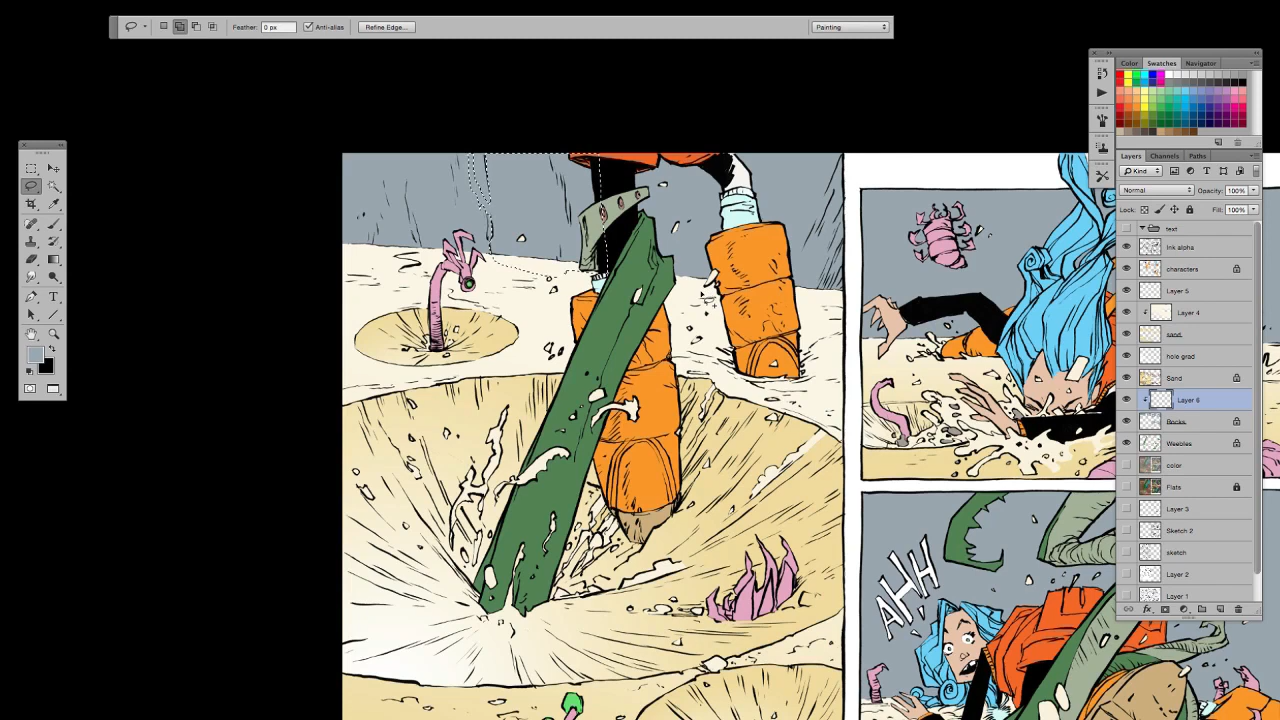 Feather: 0 px Anti-alias Refine Edge... Painting
Color Swatches Navigator
Layers Channels Paths
Kind
Normal Opacity: 100%
Lock: Fill: 100%
text
Ink alpha
characters
Layer 5
Layer 4
sand
hole grad
Sand
Layer 6
Rocks
Weebles
color
Flats
Layer 3
Sketch 2
sketch
Layer 2
Layer 1
AHH